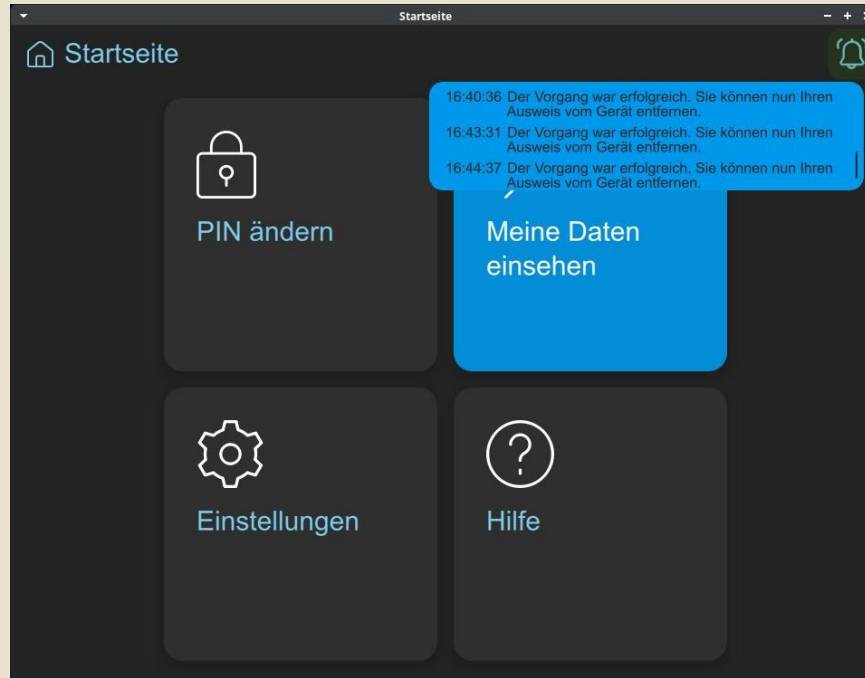 Startseite
Startseite
16:40:36 Der Vorgang war erfolgreich. Sie können nun Ihren
Ausweis vom Gerät entfernen.
16:43:31 Der Vorgang war erfolgreich. Sie können nun Ihren
Ausweis vom Gerät entfernen.
16:44:37 Der Vorgang war erfolgreich. Sie können nun Ihren
Ausweis vom Gerät entfernen.
PIN ändern
Meine Daten
einsehen
Einstellungen
Hilfe